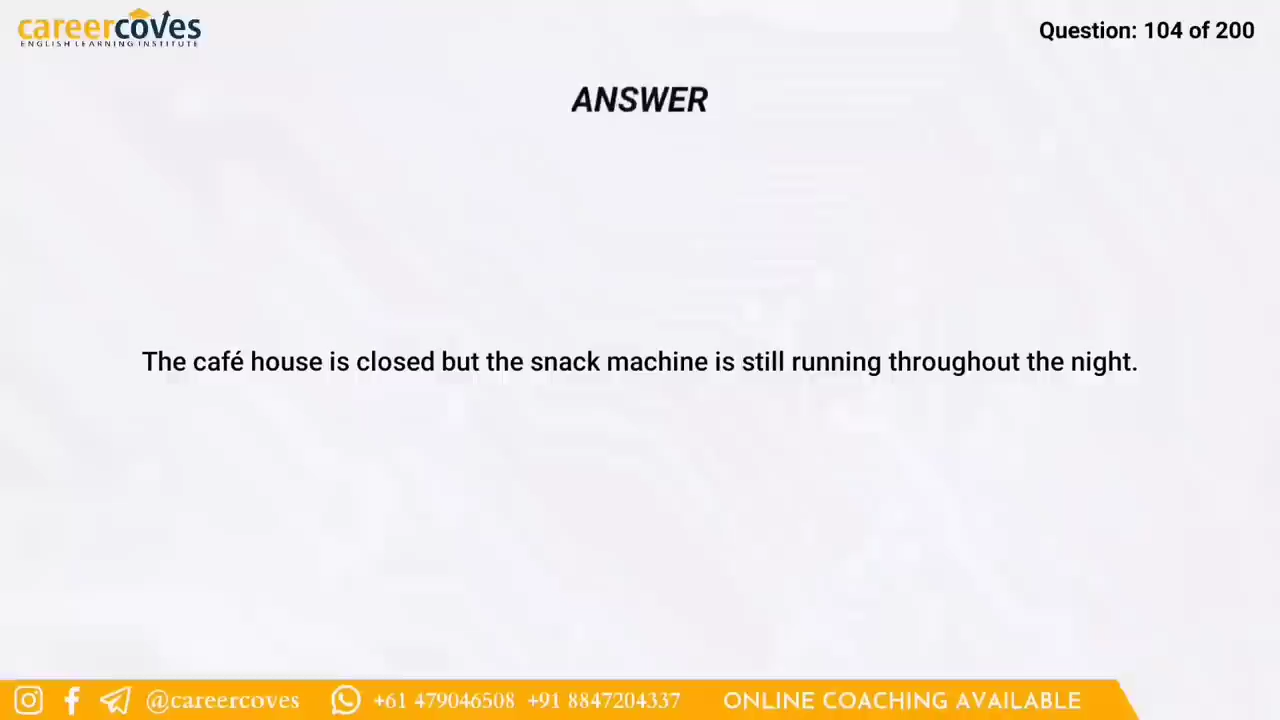 careercoves
ENGLISH LEARNING INSTITUTE
Question: 104 of 200
ANSWER
The café house is closed but the snack machine is still running throughout the night.
@careercoves +61 479046508 +91 8847204337 ONLINE COACHING AVAILABLE